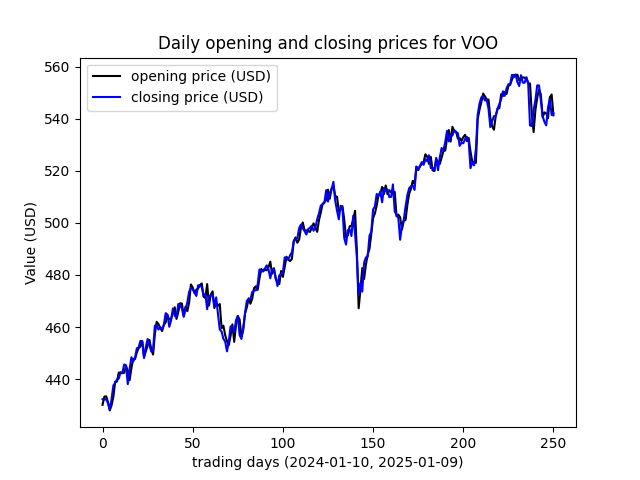 Daily opening and closing prices for VOO
opening price (USD)
closing price (USD)
Value (USD)
560
540
520
500
480
460
440
0 50 100 150 200 250
trading days (2024-01-10, 2025-01-09)